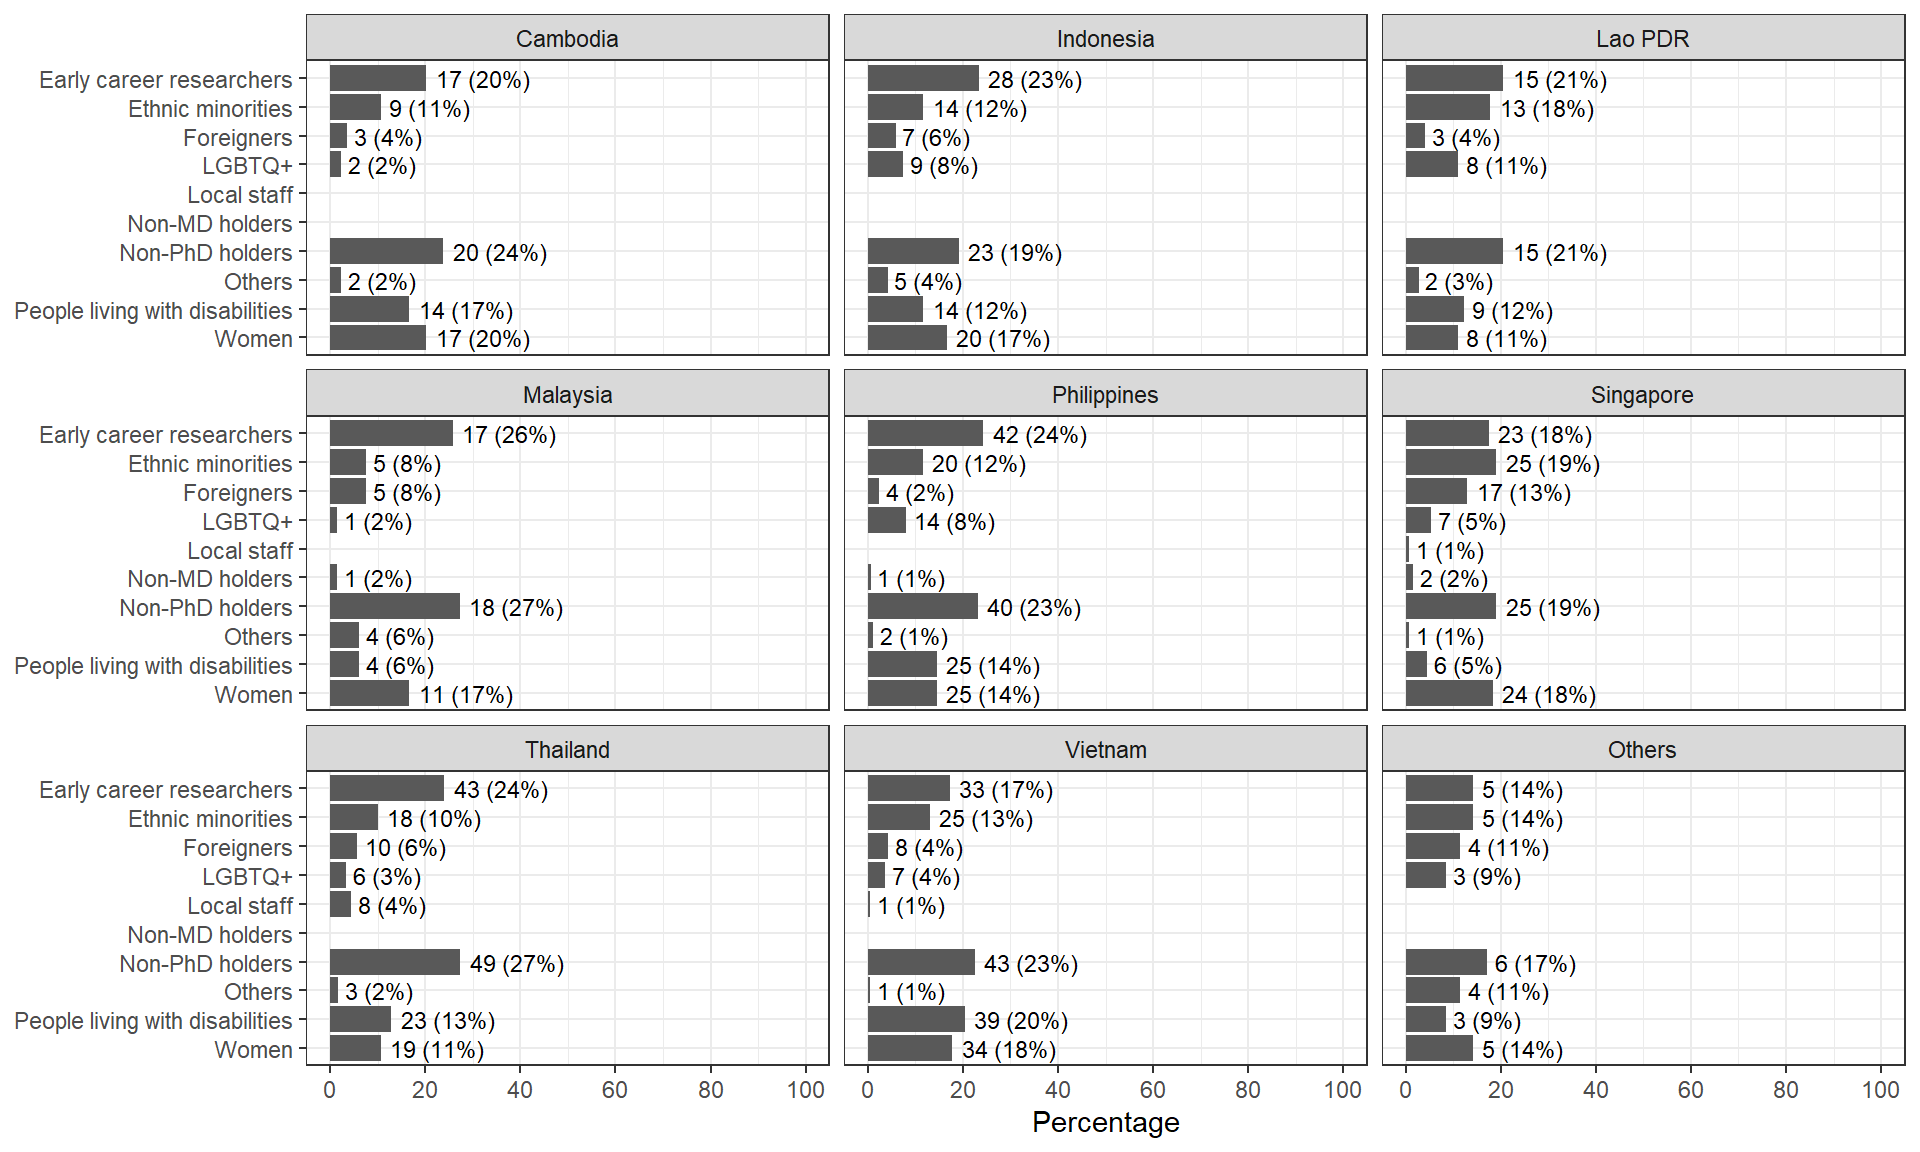 Cambodia Indonesia Lao PDR
Early career researchers 17 (20%) 28 (23%) 15 (21%)
Ethnic minorities 9 (11%) 14 (12%) 13 (18%)
Foreigners 3 (4%) 7 (6%) 3 (4%)
LGBTQ+ 2 (2%) 9 (8%) 8 (11%)
Local staff
Non-MD holders
Non-PhD holders 20 (24%) 23 (19%) 15 (21%)
Others 2 (2%) 5 (4%) 2 (3%)
People living with disabilities 14 (17%) 14 (12%) 9 (12%)
Women 17 (20%) 20 (17%) 8 (11%)
Malaysia Philippines Singapore
Early career researchers 17 (26%) 42 (24%) 23 (18%)
Ethnic minorities 5 (8%) 20 (12%) 25 (19%)
Foreigners 5 (8%) 4 (2%) 17 (13%)
LGBTQ+ 1 (2%) 14 (8%) 7 (5%)
Local staff 1 (1%)
Non-MD holders 1 (2%) 1 (1%) 2 (2%)
Non-PhD holders 18 (27%) 40 (23%) 25 (19%)
Others 4 (6%) 2 (1%) 1 (1%)
People living with disabilities 4 (6%) 25 (14%) 6 (5%)
Women 11 (17%) 25 (14%) 24 (18%)
Thailand Vietnam Others
Early career researchers 43 (24%) 33 (17%) 5 (14%)
Ethnic minorities 18 (10%) 25 (13%) 5 (14%)
Foreigners 10 (6%) 8 (4%) 4 (11%)
LGBTQ+ 6 (3%) 7 (4%) 3 (9%)
Local staff 8 (4%) 1 (1%)
Non-MD holders
Non-PhD holders 49 (27%) 43 (23%) 6 (17%)
Others 3 (2%) 1 (1%) 4 (11%)
People living with disabilities 23 (13%) 39 (20%) 3 (9%)
Women 19 (11%) 34 (18%) 5 (14%)
0 20 40 60 80 100 0 20 40 60 80 100 0 20 40 60 80 100
Percentage